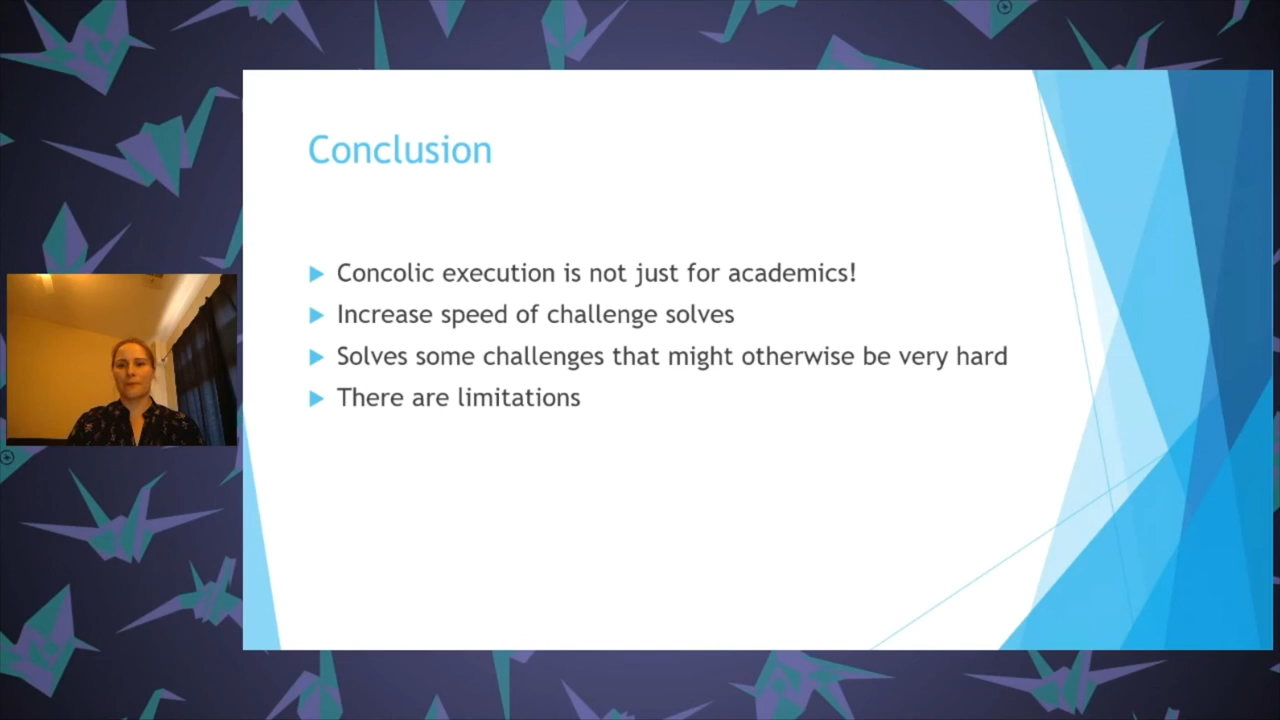 Conclusion
Concolic execution is not just for academics!
Increase speed of challenge solves
Solves some challenges that might otherwise be very hard
There are limitations